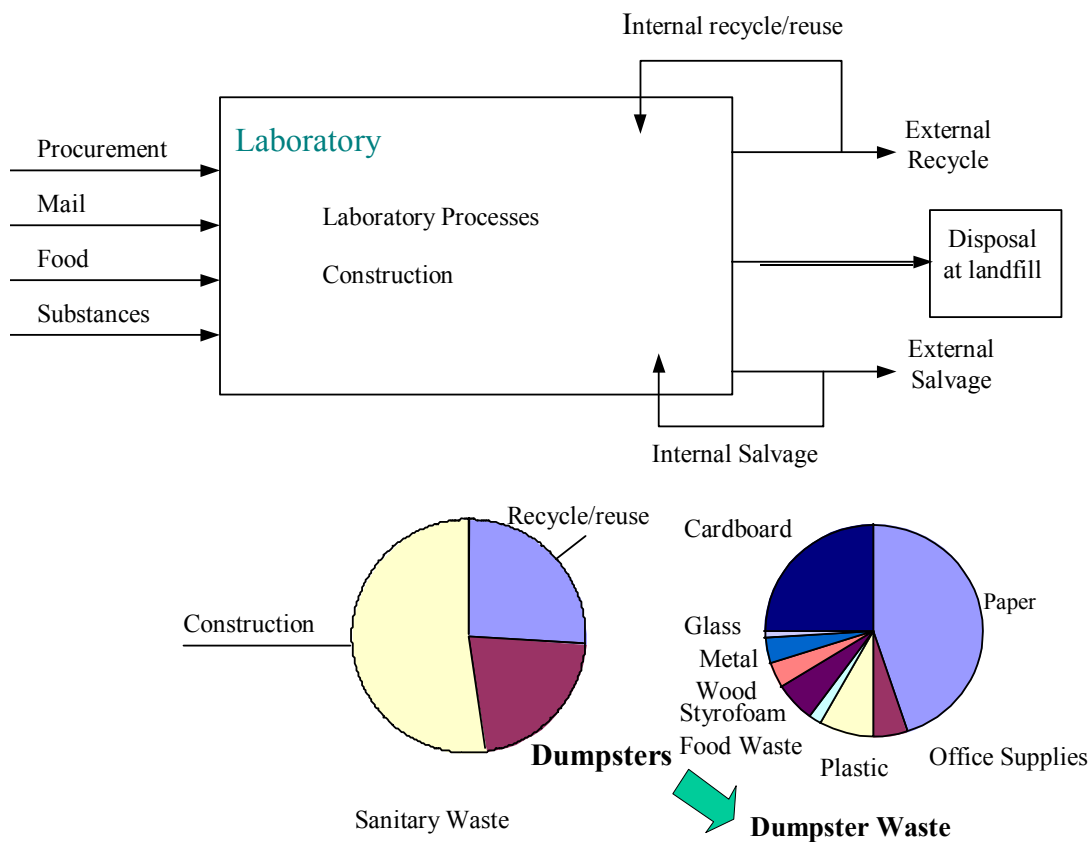 Internal recycle/reuse
Laboratory
Procurement
Mail
Food
Substances
Laboratory Processes
Construction
External
Recycle
Disposal
at landfill
External
Salvage
Internal Salvage
Recycle/reuse
Construction
Dumpsters
Sanitary Waste
Cardboard
Paper
Glass
Metal
Wood
Styrofoam
Food Waste
Plastic
Office Supplies
Dumpster Waste